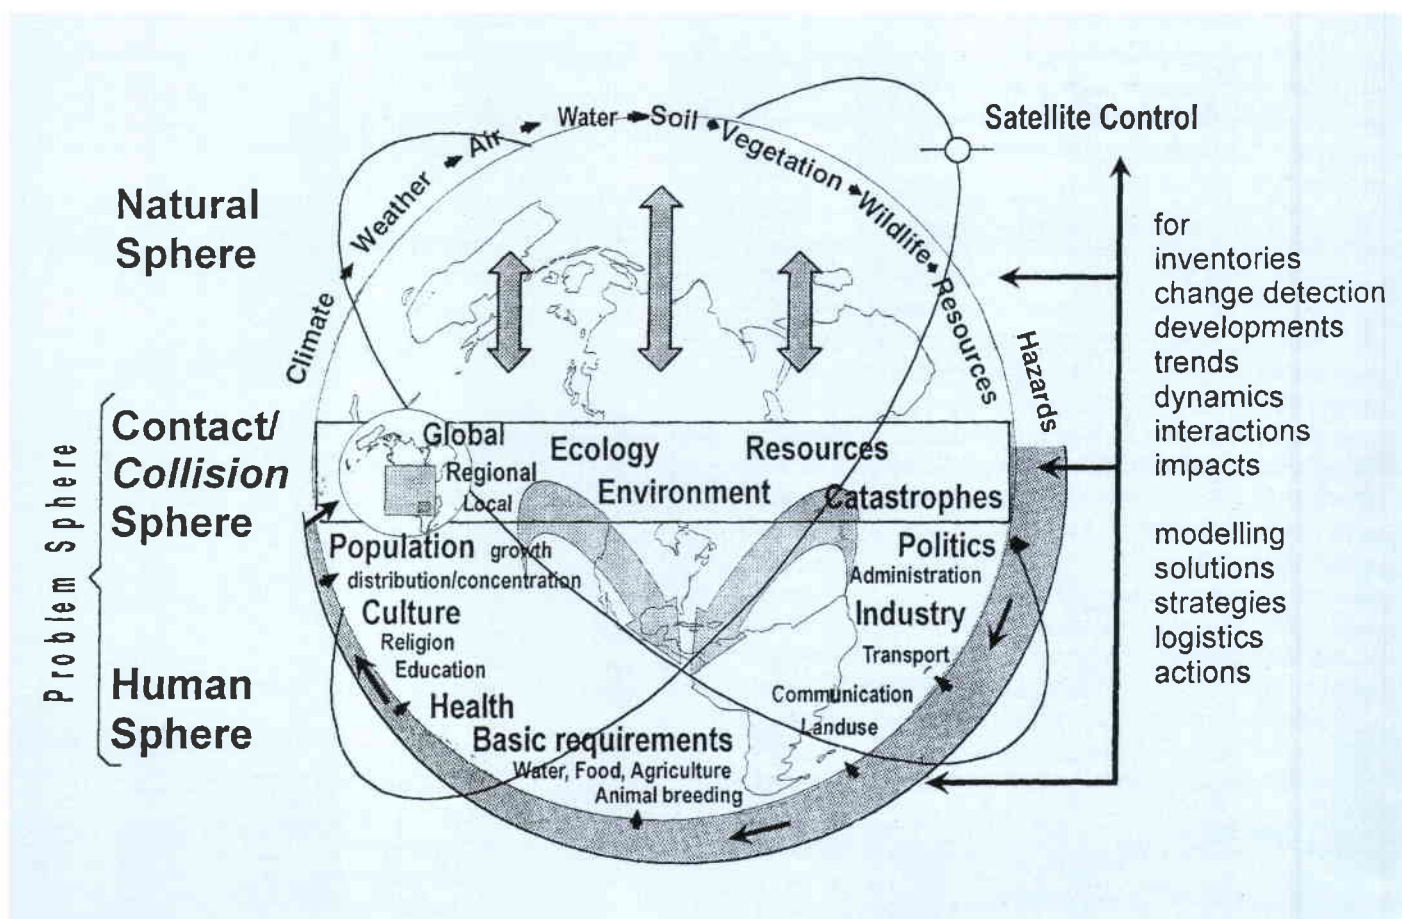 Satellite Control
Climate
Weather
Air
Water
Soil
Vegetation
Wildlife
Resources
Hazards
Natural
Sphere
for
inventories
change detection
developments
trends
dynamics
interactions
impacts
modelling
solutions
strategies
logistics
actions
Problem Sphere
Contact/
Collision
Sphere
Global
Regional
Local
Ecology
Resources
Environment
Catastrophes
Human
Sphere
Population growth
distribution/concentration
Culture
Religion
Education
Health
Basic requirements
Water, Food, Agriculture
Animal breeding
Politics
Administration
Industry
Transport
Communication
Landuse